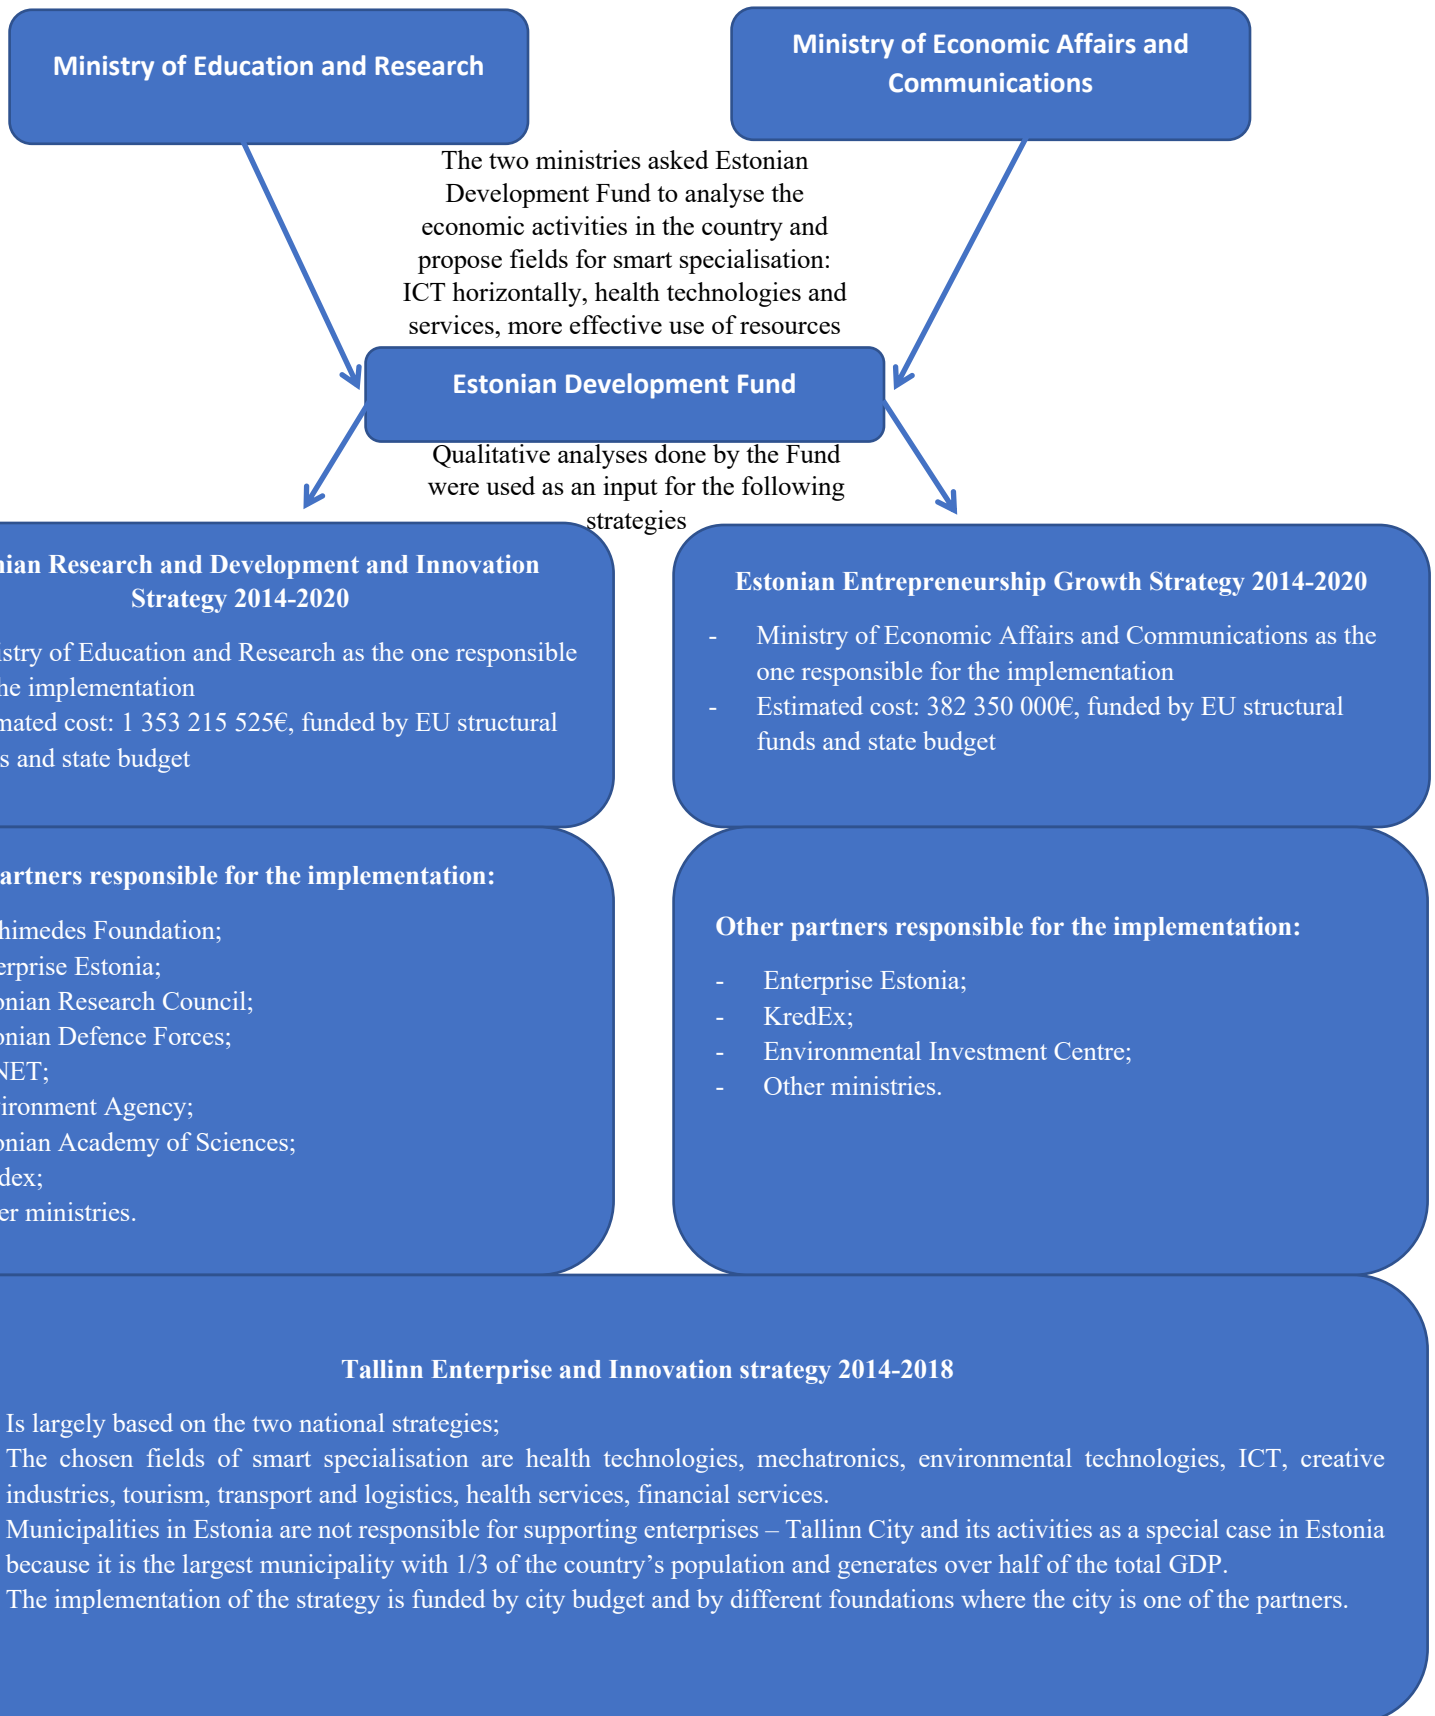 Ministry of Education and Research
Ministry of Economic Affairs and
Communications
The two ministries asked Estonian
Development Fund to analyse the
economic activities in the country and
propose fields for smart specialisation:
ICT horizontally, health technologies and
services, more effective use of resources
Estonian Development Fund
Qualitative analyses done by the Fund
were used as an input for the following
strategies
nian Research and Development and Innovation
Strategy 2014-2020
istry of Education and Research as the one responsible
he implementation
mated cost: 1 353 215 525€, funded by EU structural
s and state budget
Estonian Entrepreneurship Growth Strategy 2014-2020
- Ministry of Economic Affairs and Communications as the
one responsible for the implementation
- Estimated cost: 382 350 000€, funded by EU structural
funds and state budget
artners responsible for the implementation:
himedes Foundation;
erprise Estonia;
onian Research Council;
onian Defence Forces;
NET;
ironment Agency;
onian Academy of Sciences;
dex;
er ministries.
Other partners responsible for the implementation:
- Enterprise Estonia;
- KredEx;
- Environmental Investment Centre;
- Other ministries.
Tallinn Enterprise and Innovation strategy 2014-2018
Is largely based on the two national strategies;
The chosen fields of smart specialisation are health technologies, mechatronics, environmental technologies, ICT, creative
industries, tourism, transport and logistics, health services, financial services.
Municipalities in Estonia are not responsible for supporting enterprises – Tallinn City and its activities as a special case in Estonia
because it is the largest municipality with 1/3 of the country’s population and generates over half of the total GDP.
The implementation of the strategy is funded by city budget and by different foundations where the city is one of the partners.